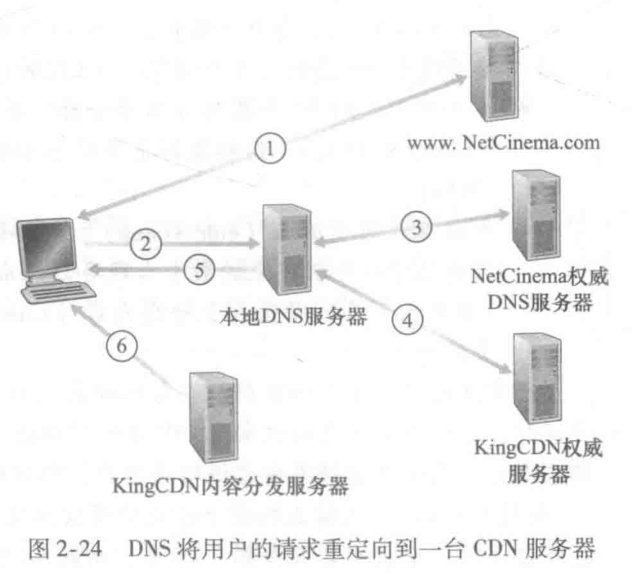 www. NetCinema.com
①
②
③
⑤
NetCinema权威
DNS服务器
本地DNS服务器
④
⑥
KingCDN权威
服务器
KingCDN内容分发服务器
图 2-24 DNS 将用户的请求重定向到一台 CDN 服务器